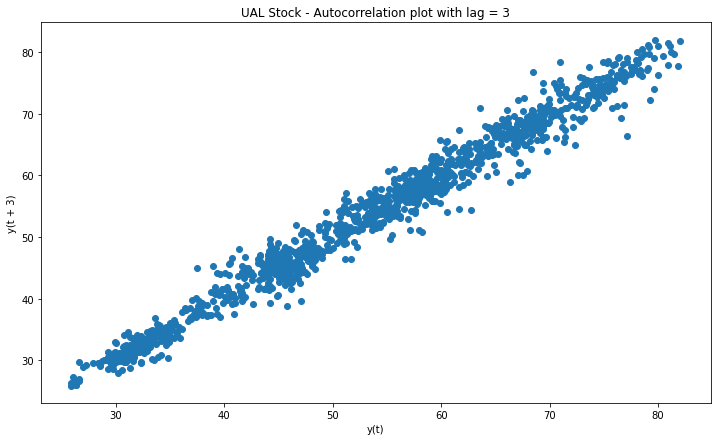 UAL Stock - Autocorrelation plot with lag = 3
80
70
60
50
40
30
y(t + 3)
30 40 50 60 70 80
y(t)